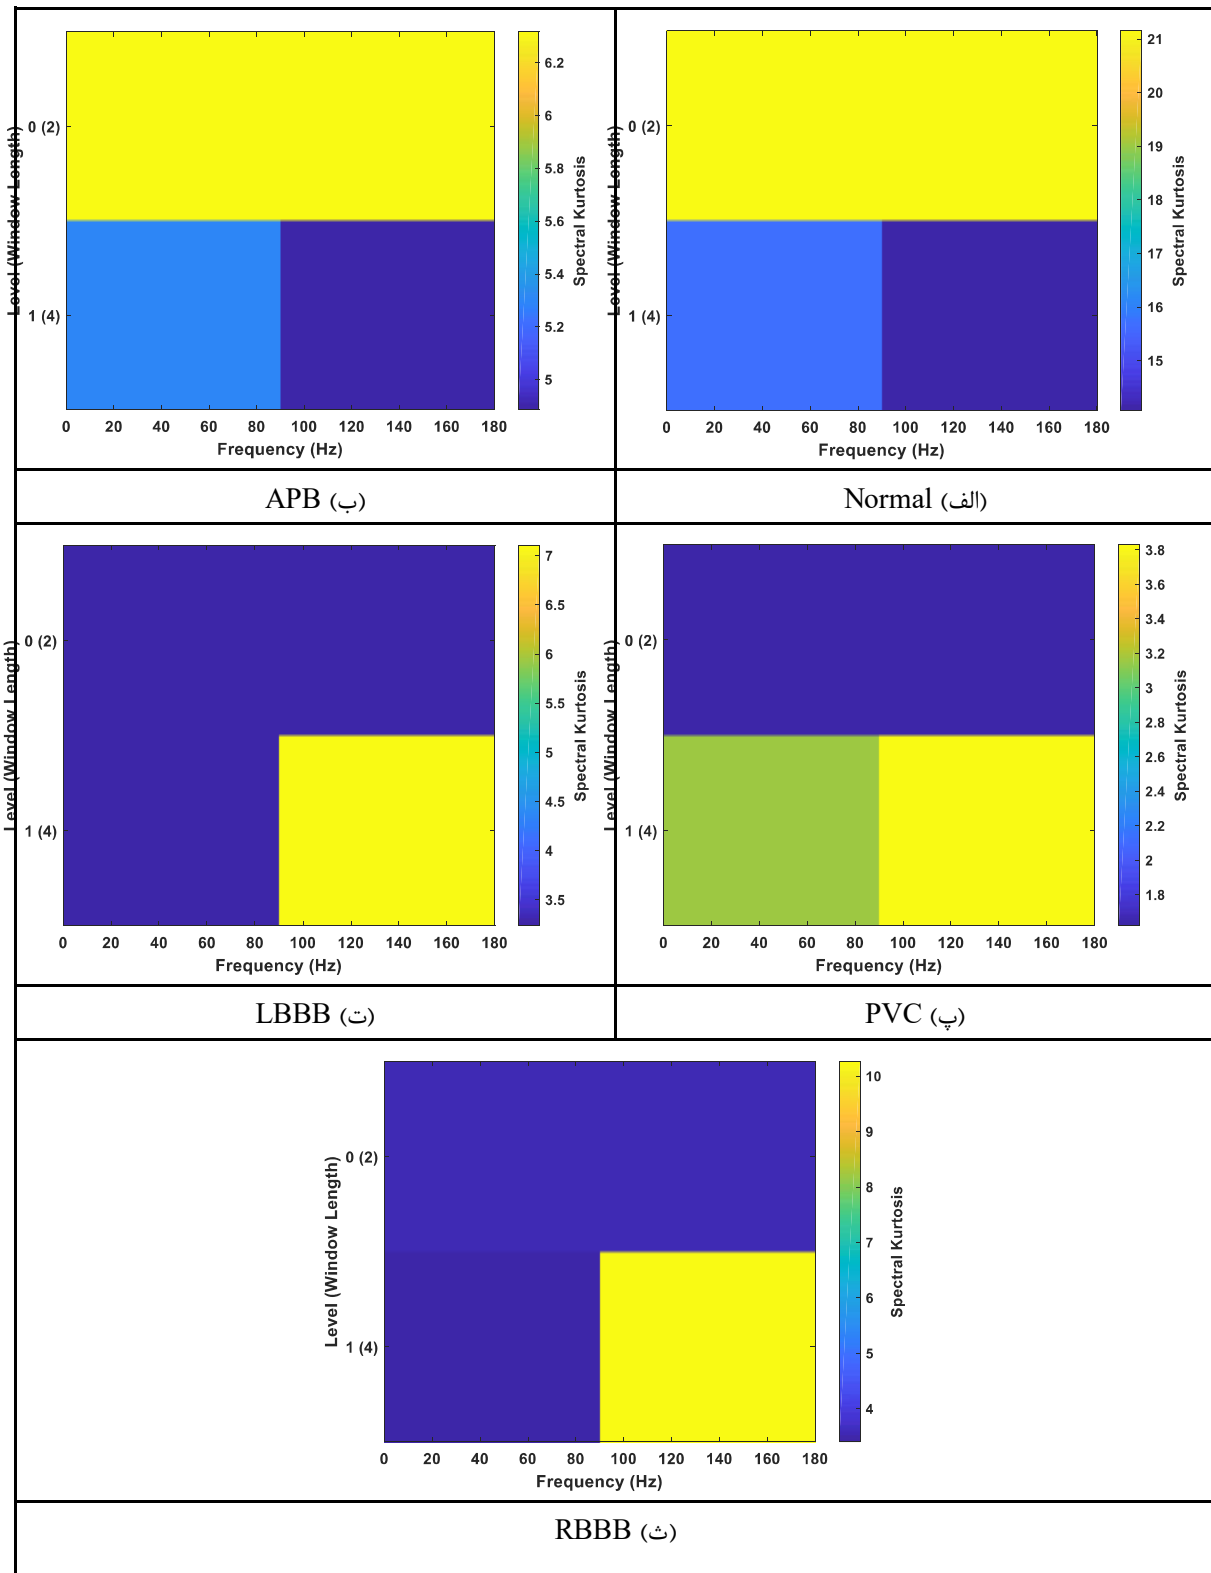 21
20
19
18
17
16
15
Spectral Kurtosis
Level (Window Length)
0 (2)
1 (4)
0 20 40 60 80 100 120 140 160 180
Frequency (Hz)
(الف) Normal
6.2
6
5.8
5.6
5.4
5.2
5
Spectral Kurtosis
Level (Window Length)
0 (2)
1 (4)
0 20 40 60 80 100 120 140 160 180
Frequency (Hz)
(ب) APB
3.8
3.6
3.4
3.2
3
2.8
2.6
2.4
2.2
2
1.8
Spectral Kurtosis
Level (Window Length)
0 (2)
1 (4)
0 20 40 60 80 100 120 140 160 180
Frequency (Hz)
(پ) PVC
7
6.5
6
5.5
5
4.5
4
3.5
Spectral Kurtosis
Level (Window Length)
0 (2)
1 (4)
0 20 40 60 80 100 120 140 160 180
Frequency (Hz)
(ت) LBBB
10
9
8
7
6
5
4
Spectral Kurtosis
Level (Window Length)
0 (2)
1 (4)
0 20 40 60 80 100 120 140 160 180
Frequency (Hz)
(ث) RBBB